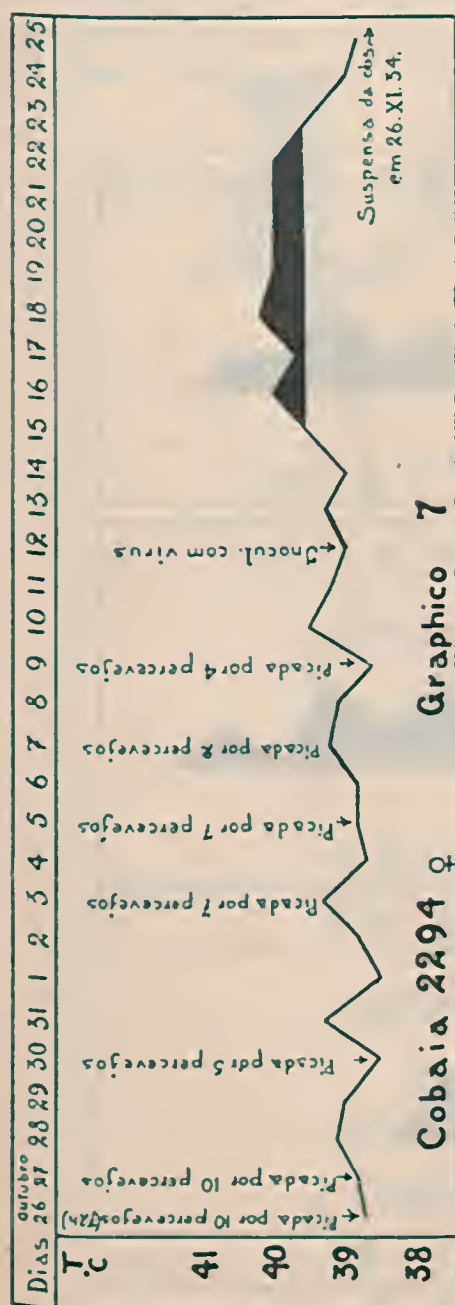 Outubro
Dias 26 27 28 29 30 31 1 2 3 4 5 6 7 8 9 10 11 12 13 14 15 16 17 18 19 20 21 22 23 24 25
T.
°C
41
40
39
38
Picada por 10 percevejos (72h)
Picada por 10 percevejos
Picada por 5 percevejos
Picada por 7 percevejos
Picada por 7 percevejos
Picada por 8 percevejos
Picada por 4 percevejos
Inocul. com virus
Suspensa da obs.
em 26.XI.34.
Cobaia 2294 ♀ Graphico 7